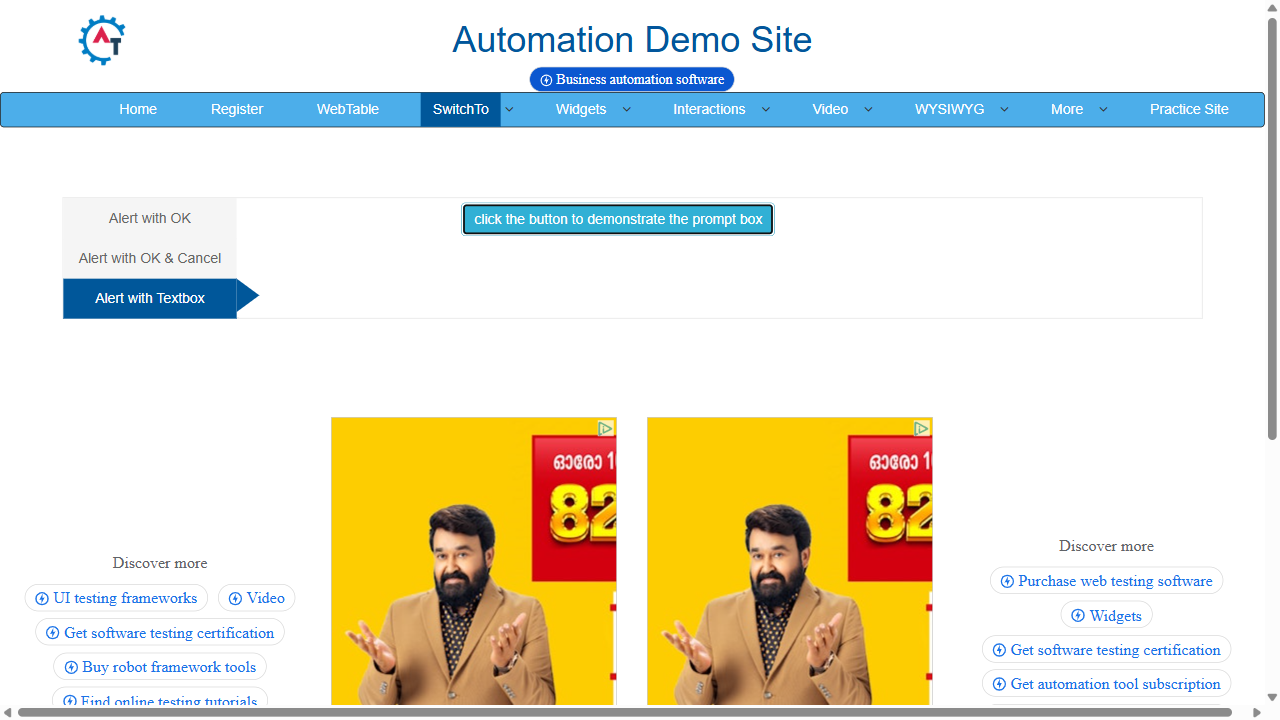 Automation Demo Site
Business automation software
Home Register WebTable SwitchTo Widgets Interactions Video WYSIWYG More Practice Site
Alert with OK
Alert with OK & Cancel
Alert with Textbox
click the button to demonstrate the prompt box
Discover more
UI testing frameworks
Video
Get software testing certification
Buy robot framework tools
Find online testing tutorials
ഓരോ
82
ഓരോ
82
Discover more
Purchase web testing software
Widgets
Get software testing certification
Get automation tool subscription